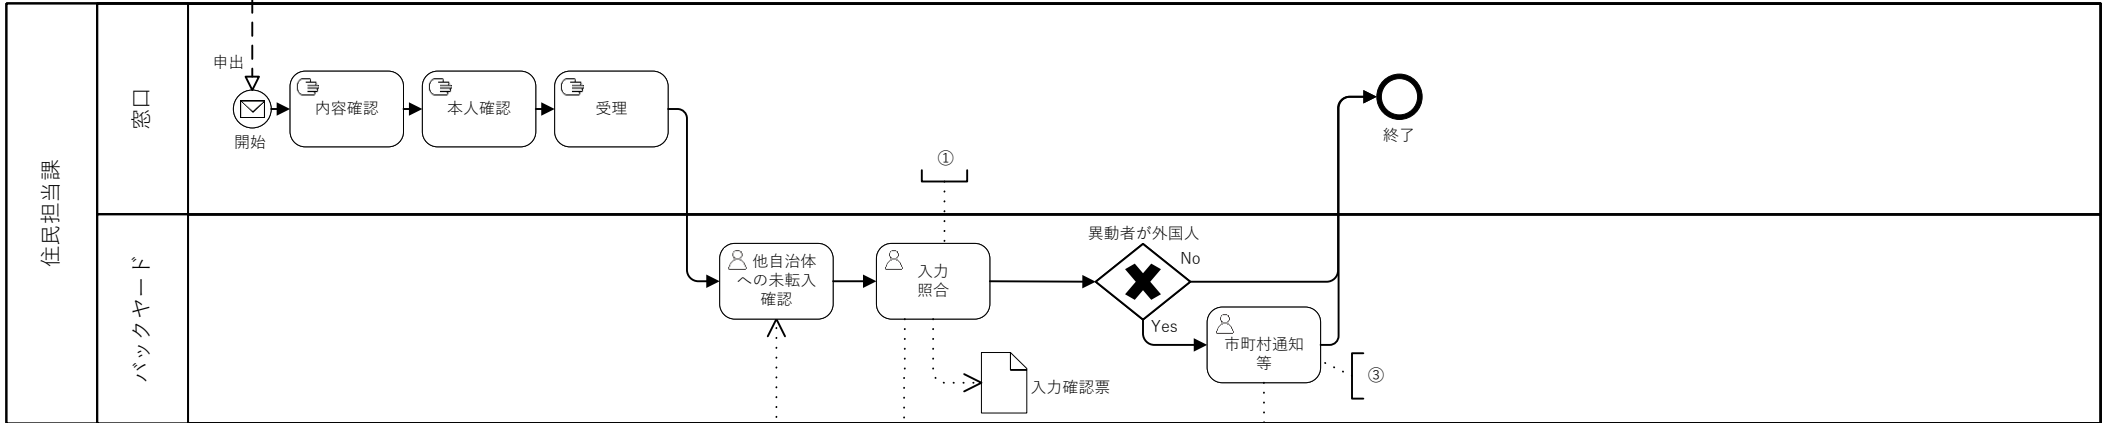 住民担当課
窓口
バックヤード
申出
開始
内容確認
本人確認
受理
終了
①
他自治体
への未転入
確認
入力
照合
入力確認票
異動者が外国人
No
Yes
市町村通知
等
③